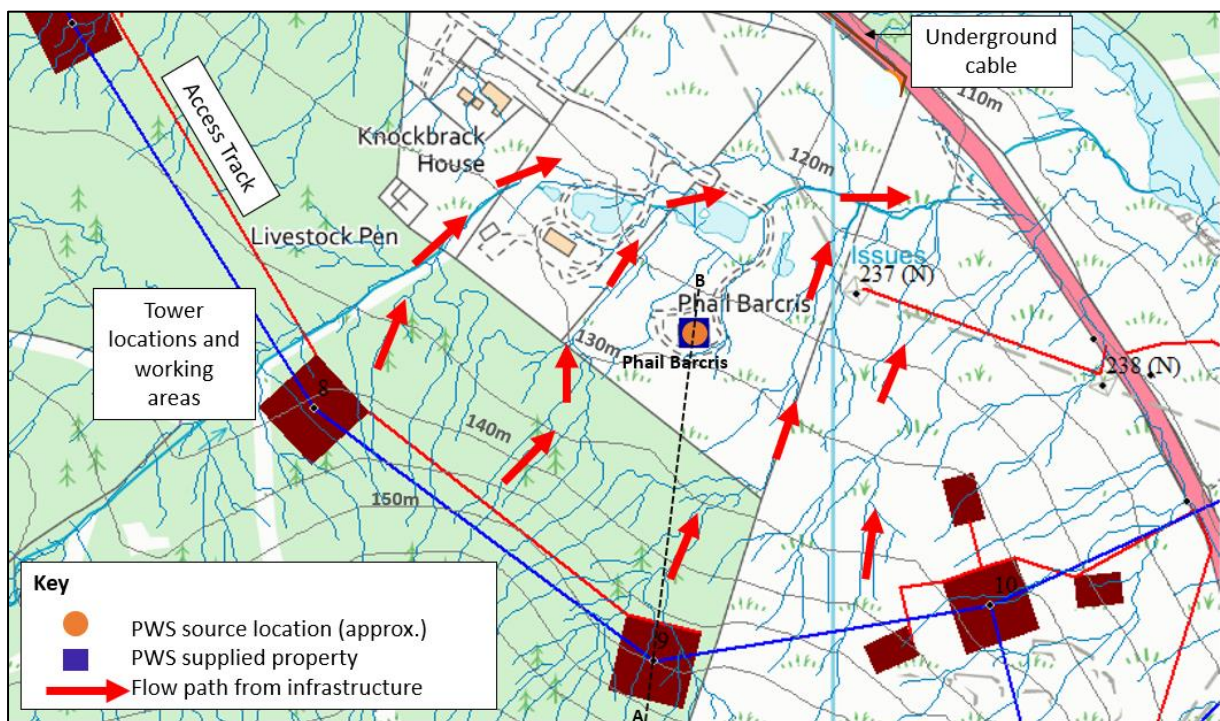 Underground
cable
110m
Access Track
Knockbrack
House
120m
Livestock Pen
Issues
237 (N)
B
Phail Barcris
Tower
locations and
working
areas
130m
Phail Barcris
238 (N)
8
140m
150m
10
9
A
Key
PWS source location (approx.)
PWS supplied property
Flow path from infrastructure